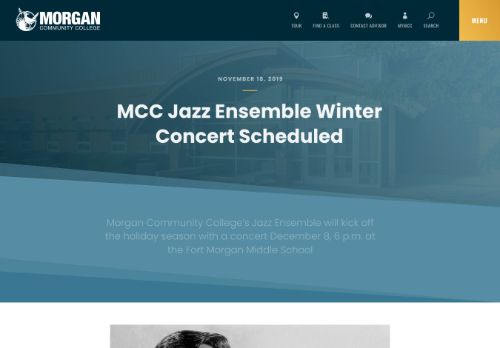 MORGAN
COMMUNITY COLLEGE
TOUR
FIND A CLASS
CONTACT ADVISOR
MYMCC
SEARCH
MENU
NOVEMBER 18, 2019
MCC Jazz Ensemble Winter
Concert Scheduled
Morgan Community College's Jazz Ensemble will kick off
the holiday season with a concert December 8, 6 p.m. at
the Fort Morgan Middle School